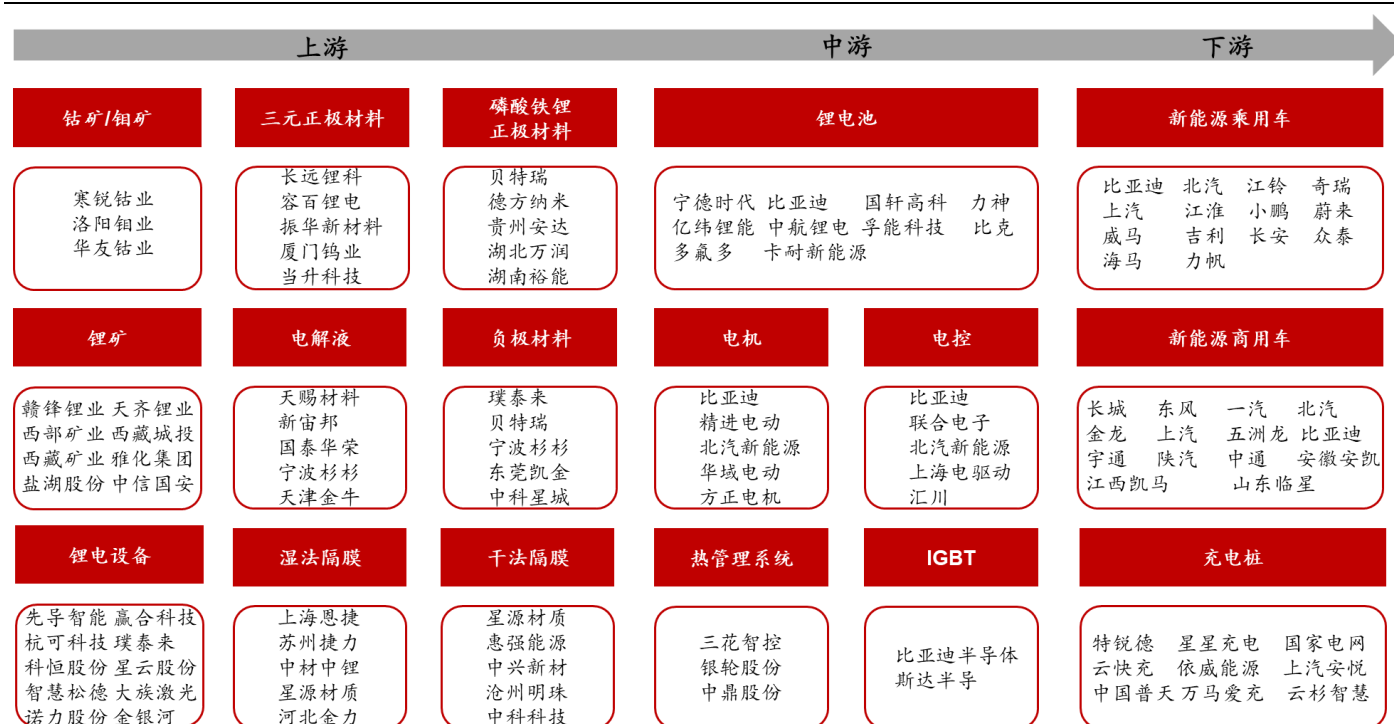 上游 中游 下游
钴矿/钼矿
寒锐钴业
洛阳钼业
华友钴业
三元正极材料
长远锂科
容百锂电
振华新材料
厦门钨业
当升科技
磷酸铁锂
正极材料
贝特瑞
德方纳米
贵州安达
湖北万润
湖南裕能
锂电池
宁德时代 比亚迪 国轩高科 力神
亿纬锂能 中航锂电 孚能科技 比克
多氟多 卡耐新能源
新能源乘用车
比亚迪 北汽 江铃 奇瑞
上汽 江淮 小鹏 蔚来
威马 吉利 长安 众泰
海马 力帆
锂矿
赣锋锂业 天齐锂业
西部矿业 西藏城投
西藏矿业 雅化集团
盐湖股份 中信国安
电解液
天赐材料
新宙邦
国泰华荣
宁波杉杉
天津金牛
负极材料
璞泰来
贝特瑞
宁波杉杉
东莞凯金
中科星城
电机
比亚迪
精进电动
北汽新能源
华域电动
方正电机
电控
比亚迪
联合电子
北汽新能源
上海电驱动
汇川
新能源商用车
长城 东风 一汽 北汽
金龙 上汽 五洲龙 比亚迪
宇通 陕汽 中通 安徽安凯
江西凯马 山东临星
锂电设备
先导智能 赢合科技
杭可科技 璞泰来
科恒股份 星云股份
智慧松德 大族激光
诺力股份 金银河
湿法隔膜
上海恩捷
苏州捷力
中材中锂
星源材质
河北金力
干法隔膜
星源材质
惠强能源
中兴新材
沧州明珠
中科科技
热管理系统
三花智控
银轮股份
中鼎股份
IGBT
比亚迪半导体
斯达半导
充电桩
特锐德 星星充电 国家电网
云快充 依威能源 上汽安悦
中国普天 万马爱充 云杉智慧